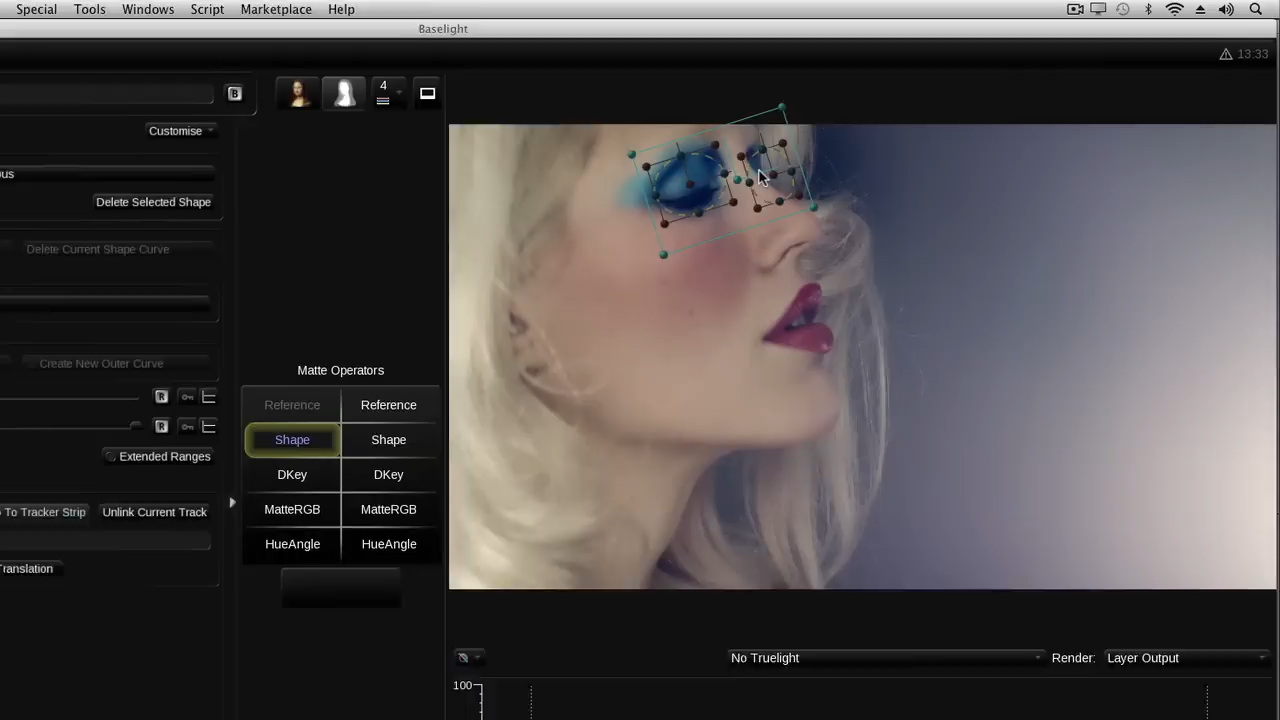 Special Tools Windows Script Marketplace Help
Baselight
13:33
B
4
Customise
ous
Delete Selected Shape
Delete Current Shape Curve
Create New Outer Curve
R
R
Extended Ranges
o To Tracker Strip Unlink Current Track
Translation
Matte Operators
Reference Reference
Shape Shape
DKey DKey
MatteRGB MatteRGB
HueAngle HueAngle
No Truelight Render: Layer Output
100